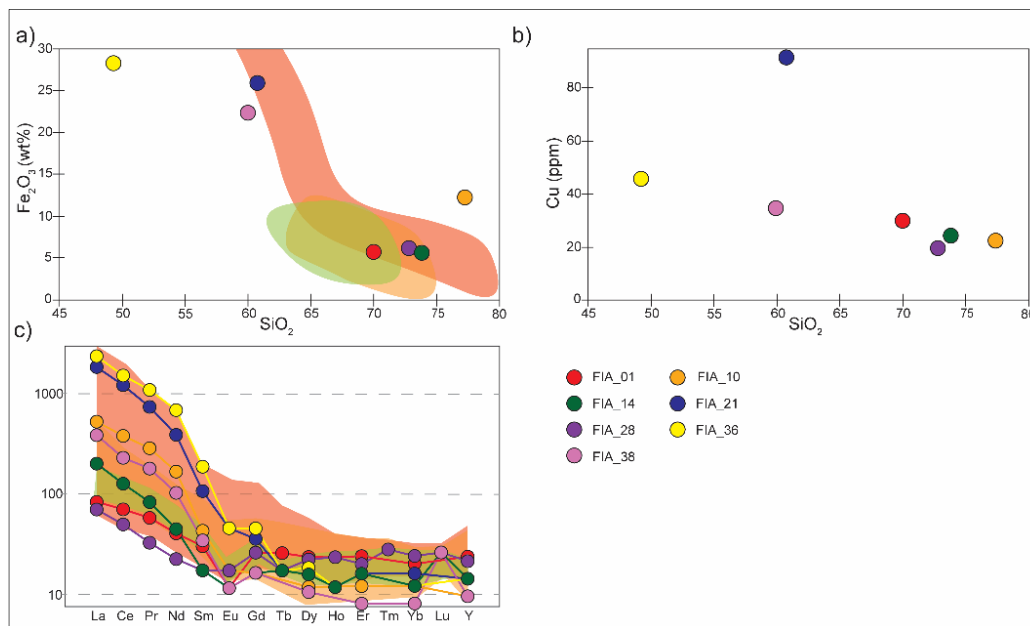 a)
30
25
20
15
10
5
0
Fe2O3 (wt%)
45 50 55 60 65 70 75 80
SiO2
b)
80
60
40
20
0
Cu (ppm)
45 50 55 60 65 70 75 80
SiO2
c)
1000
100
10
La Ce Pr Nd Sm Eu Gd Tb Dy Ho Er Tm Yb Lu Y
FIA_01 FIA_10
FIA_14 FIA_21
FIA_28 FIA_36
FIA_38